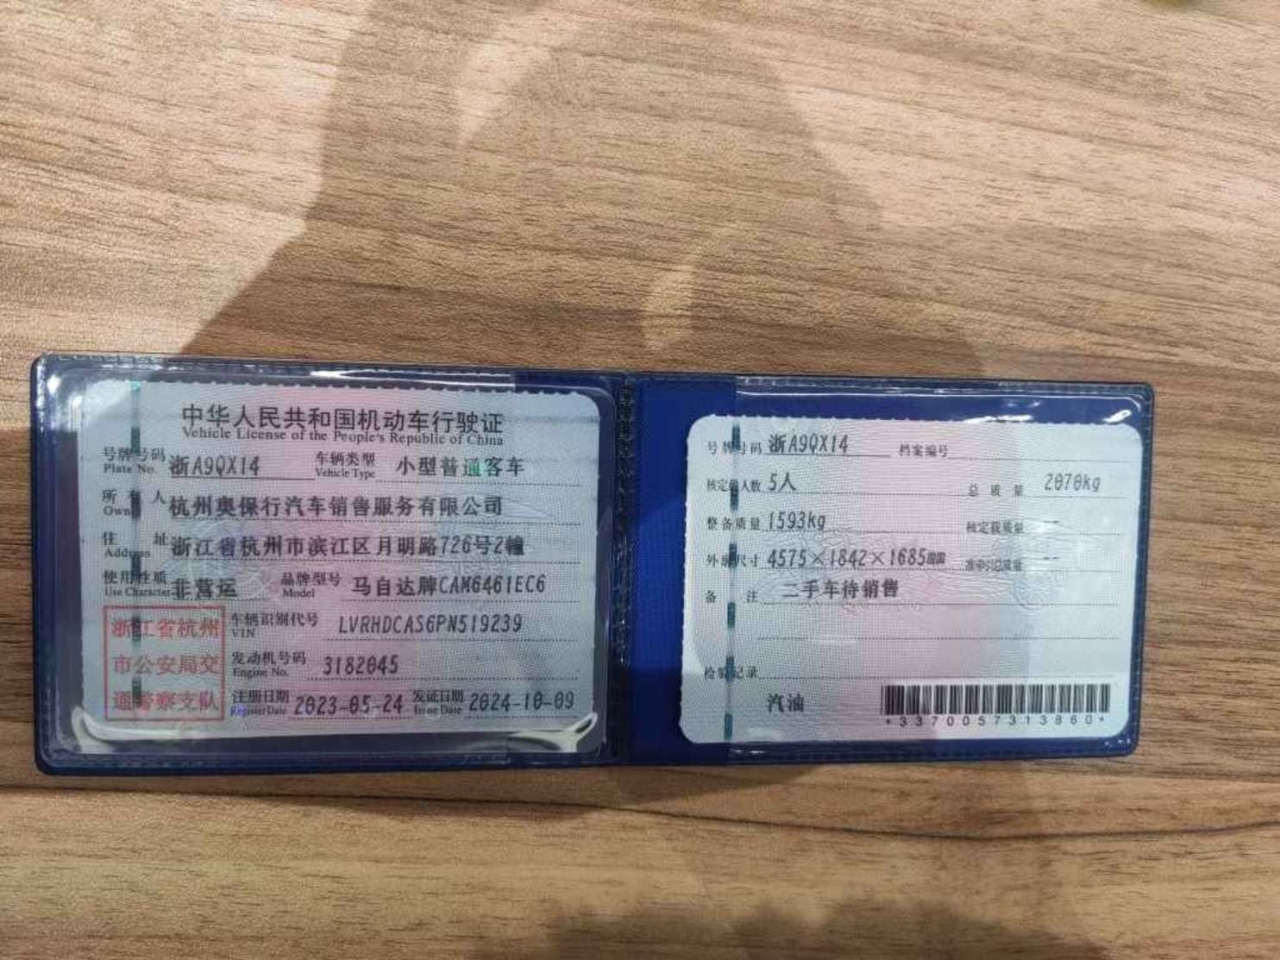 中华人民共和国机动车行驶证
Vehicle License of the People's Republic of China
号牌号码 浙A9QX14 车辆类型 小型普通客车
Plate No. Vehicle Type
所有人 杭州奥保行汽车销售服务有限公司
Owner
住址 浙江省杭州市滨江区月明路726号2幢
Address
使用性质 非营运 品牌型号 马自达牌CAM6461EC6
Use Character Model
浙江省杭州
市公安局交
通警察支队
车辆识别代号 LVRHDCAS6PN519239
VIN
发动机号码 3182045
Engine No.
注册日期 2023-05-24 发证日期 2024-10-09
Register Date Issue Date
号牌号码 浙A9QX14 档案编号
核定载人数 5人 总质量 2070kg
整备质量 1593kg 核定载质量 --
外廓尺寸 4575×1842×1685mm 准牵引总质量 --
备注 二手车待销售
检验记录
汽油
*3370057313860*